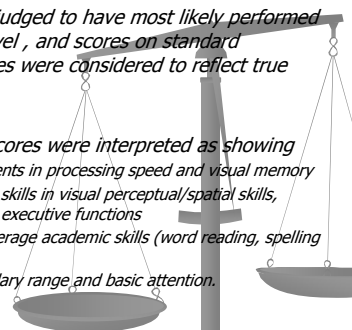 udged to have most likely performed
vel , and scores on standard
es were considered to reflect true
cores were interpreted as showing
ents in processing speed and visual memory
skills in visual perceptual/spatial skills,
executive functions
erage academic skills (word reading, spelling
lary range and basic attention.